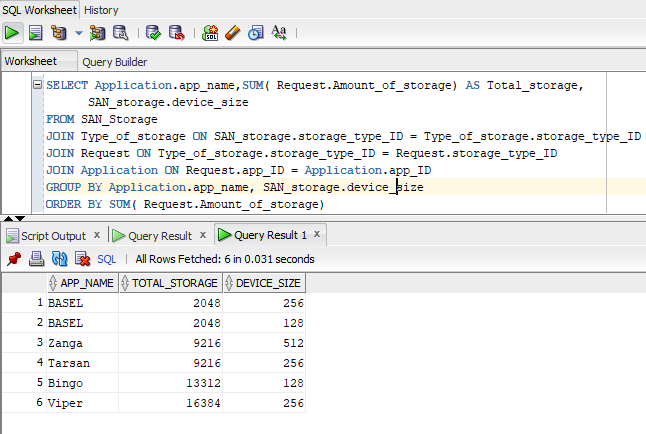 SQL Worksheet History
Worksheet Query Builder
SELECT Application.app_name,SUM( Request.Amount_of_storage) AS Total_storage,
SAN_storage.device_size
FROM SAN_Storage
JOIN Type_of_storage ON SAN_storage.storage_type_ID = Type_of_storage.storage_type_ID
JOIN Request ON Type_of_storage.storage_type_ID = Request.storage_type_ID
JOIN Application ON Request.app_ID = Application.app_ID
GROUP BY Application.app_name, SAN_storage.device_size
ORDER BY SUM( Request.Amount_of_storage)
Script Output x Query Result x Query Result 1 x
SQL | All Rows Fetched: 6 in 0.031 seconds
APP_NAME TOTAL_STORAGE DEVICE_SIZE
1 BASEL 2048 256
2 BASEL 2048 128
3 Zanga 9216 512
4 Tarsan 9216 256
5 Bingo 13312 128
6 Viper 16384 256